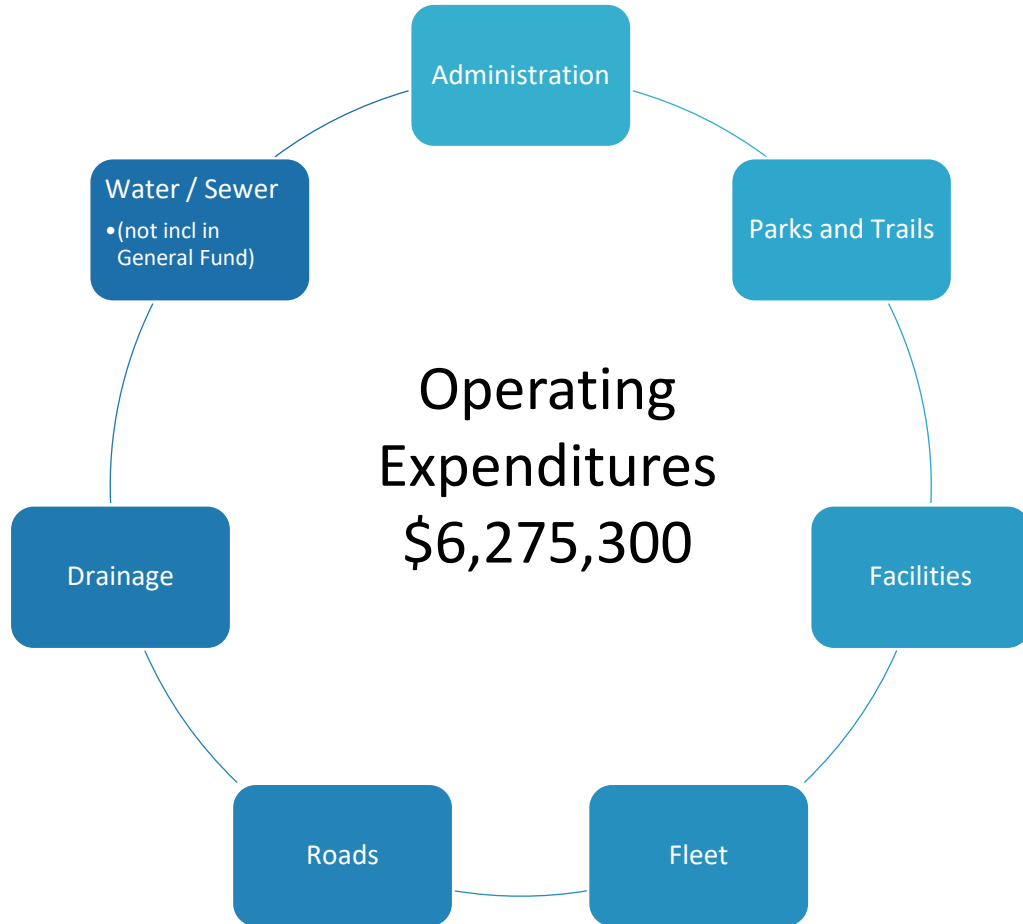 Administration
Parks and Trails
Facilities
Fleet
Roads
Drainage
Water / Sewer
•(not incl in
General Fund)
Operating
Expenditures
$6,275,300